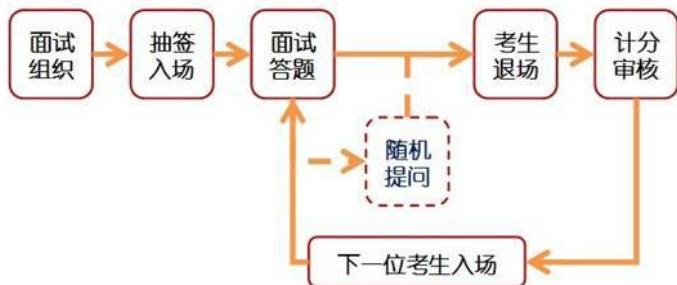 面试
组织
抽签
入场
面试
答题
考生
退场
计分
审核
随机
提问
下一位考生入场